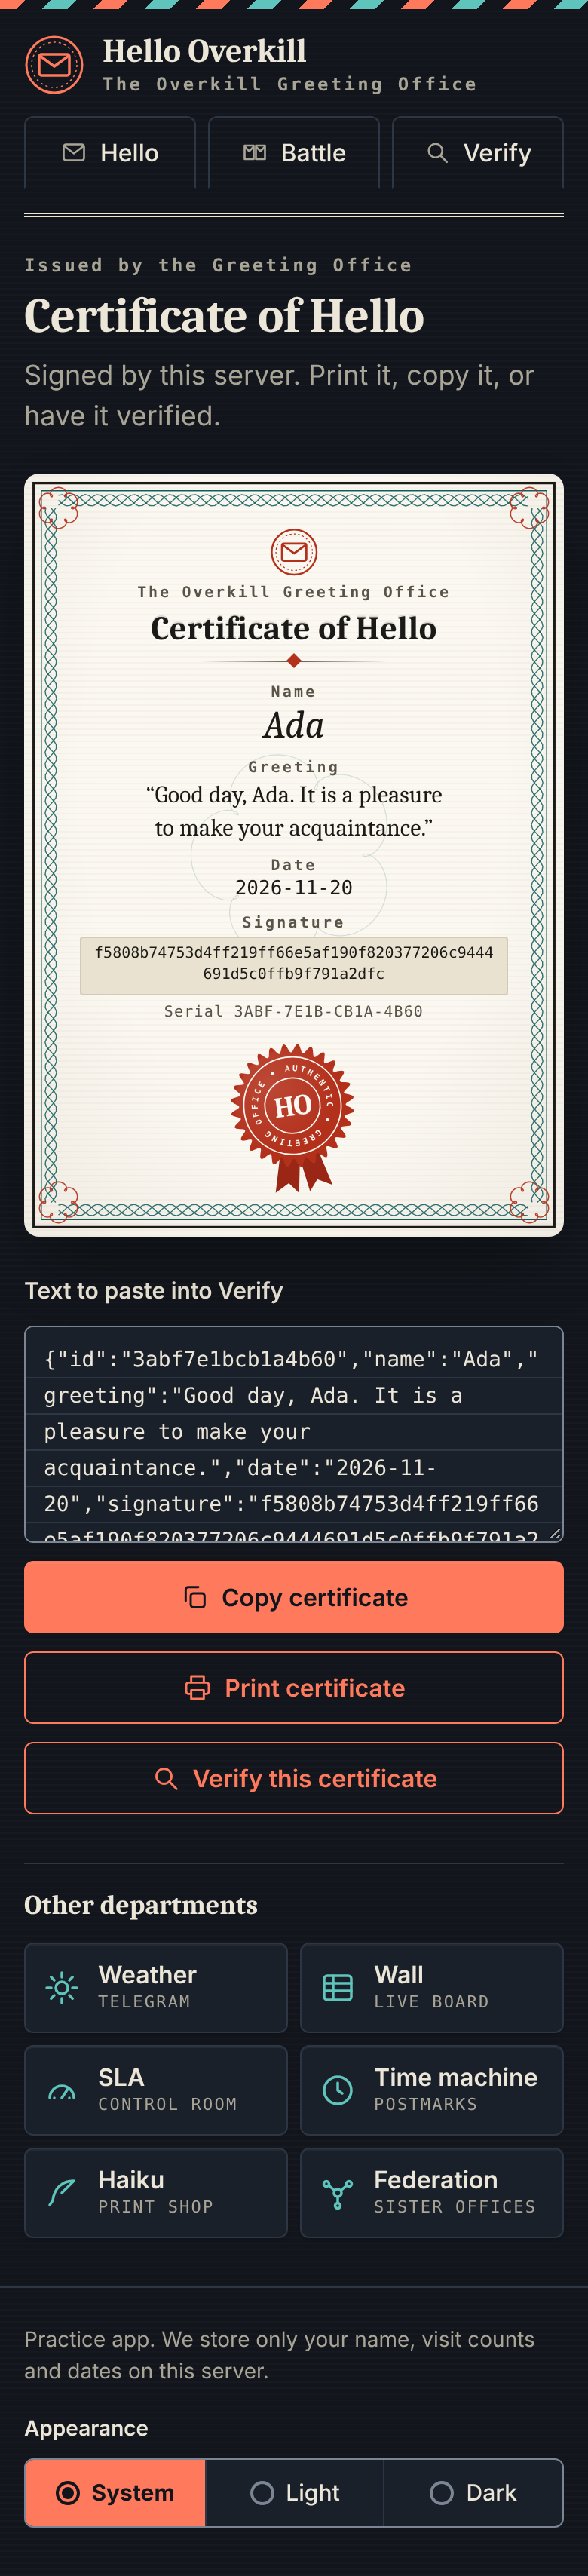 Hello Overkill
The Overkill Greeting Office
Hello
Battle
Verify
Issued by the Greeting Office
Certificate of Hello
Signed by this server. Print it, copy it, or
have it verified.
The Overkill Greeting Office
Certificate of Hello
Name
Ada
Greeting
“Good day, Ada. It is a pleasure
to make your acquaintance.”
Date
2026-11-20
Signature
f5808b74753d4ff219ff66e5af190f820377206c9444
691d5c0ffb9f791a2dfc
Serial 3ABF-7E1B-CB1A-4B60
AUTHENTIC • GREETING OFFICE •
HO
Text to paste into Verify
{"id":"3abf7e1bcb1a4b60","name":"Ada","
greeting":"Good day, Ada. It is a
pleasure to make your
acquaintance.","date":"2026-11-
20","signature":"f5808b74753d4ff219ff66
e5af190f820377206c9444691d5c0ffb9f791a2
Copy certificate
Print certificate
Verify this certificate
Other departments
Weather
TELEGRAM
Wall
LIVE BOARD
SLA
CONTROL ROOM
Time machine
POSTMARKS
Haiku
PRINT SHOP
Federation
SISTER OFFICES
Practice app. We store only your name, visit counts
and dates on this server.
Appearance
System
Light
Dark